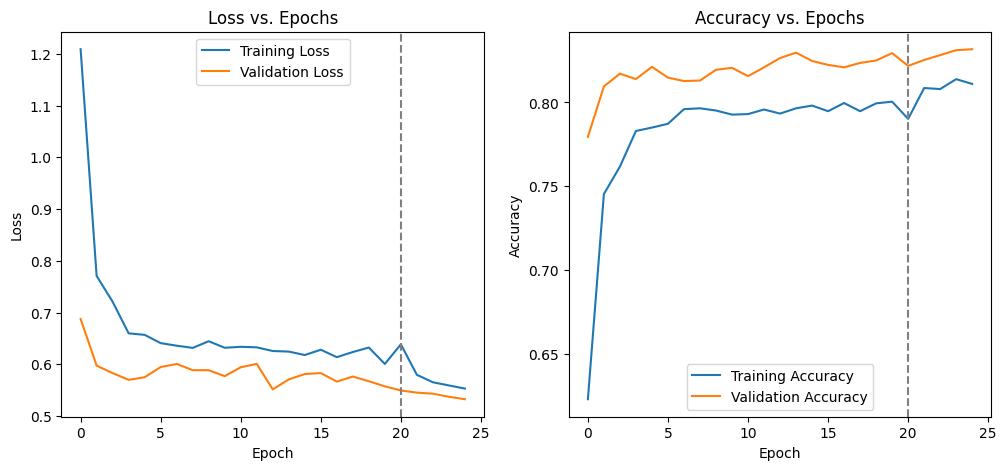 Loss vs. Epochs
Training Loss
Validation Loss
1.2
1.1
1.0
0.9
0.8
0.7
0.6
0.5
Loss
0
5
10
15
20
25
Epoch
Accuracy vs. Epochs
0.80
0.75
0.70
0.65
Accuracy
Training Accuracy
Validation Accuracy
0
5
10
15
20
25
Epoch